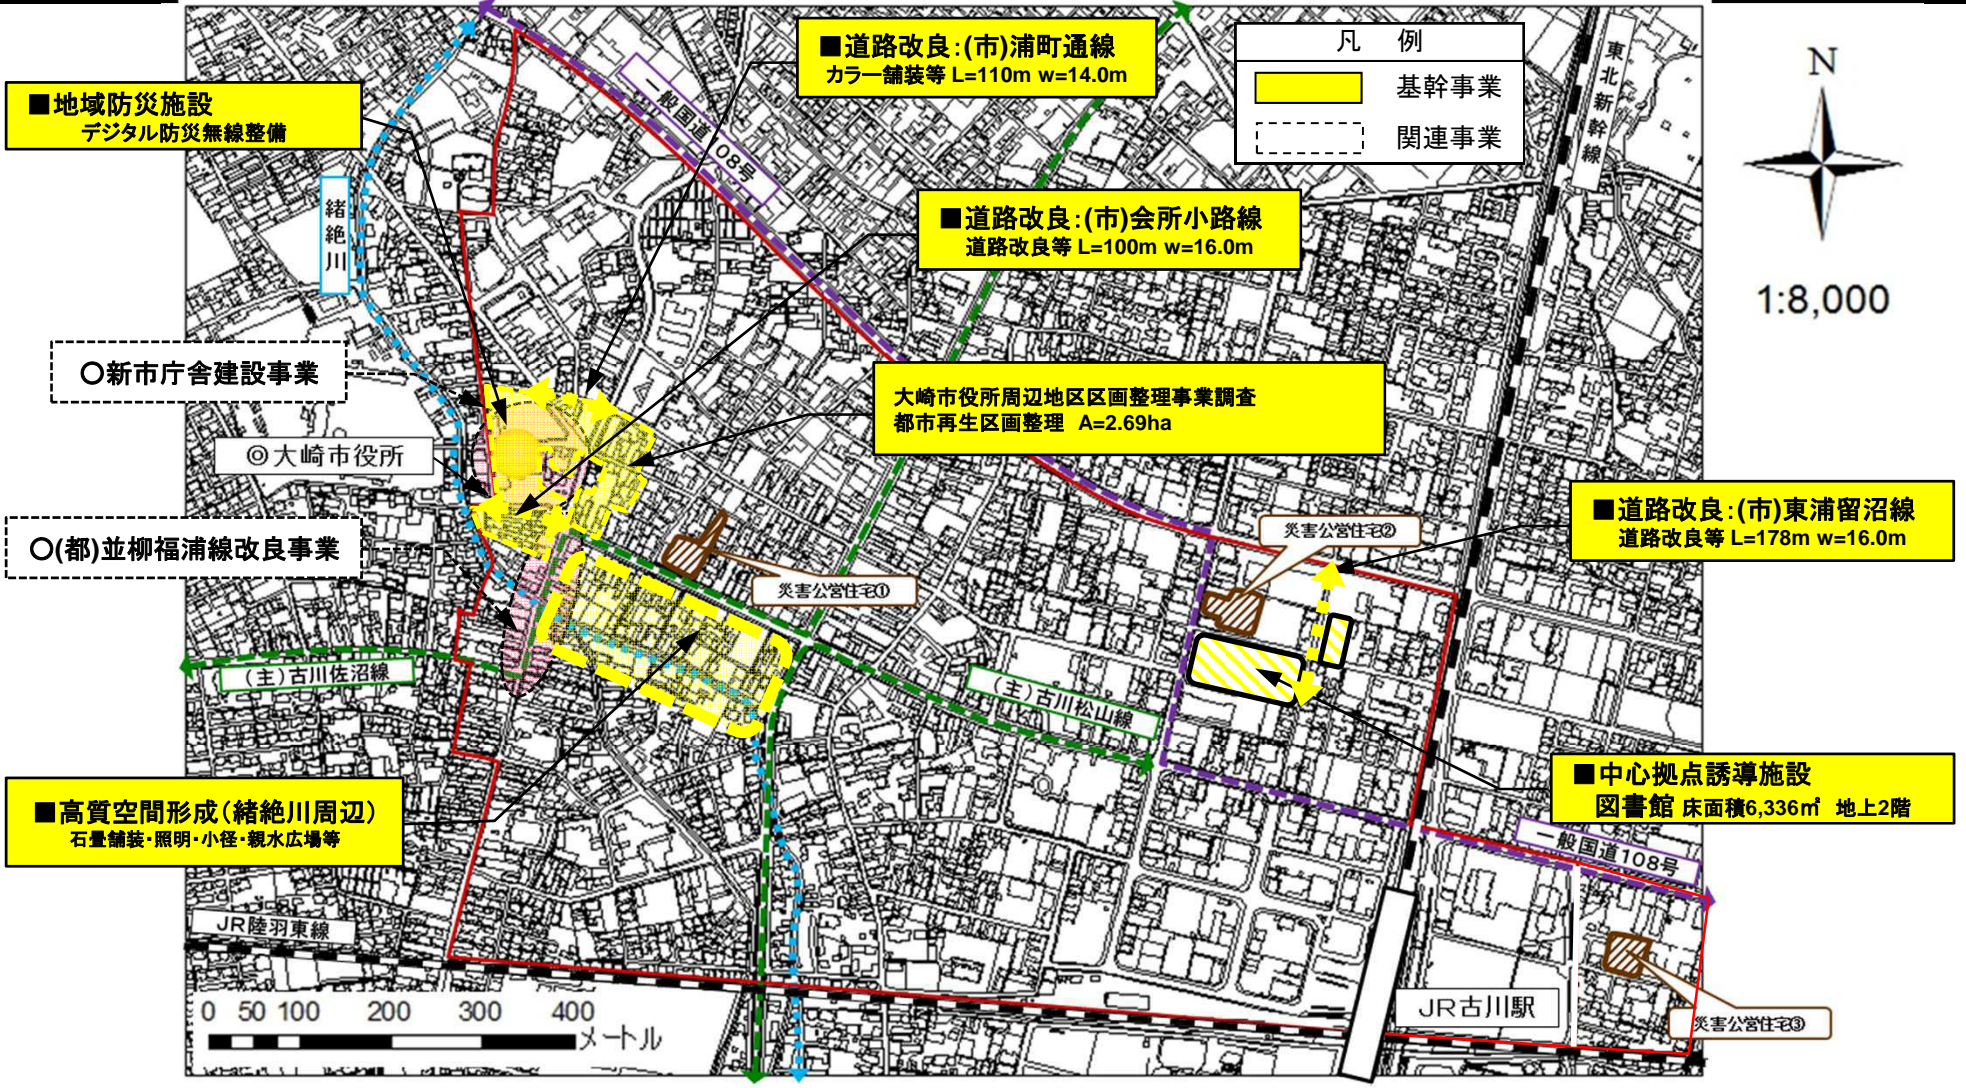 ■道路改良：(市)浦町通線
カラー舗装等 L=110m w=14.0m
凡 例
基幹事業
関連事業
東北新幹線
N
1:8,000
■地域防災施設
デジタル防災無線整備
一般国道108号
緒絶川
■道路改良：(市)会所小路線
道路改良等 L=100m w=16.0m
〇新市庁舎建設事業
大崎市役所周辺地区区画整理事業調査
都市再生区画整理 A=2.69ha
◎大崎市役所
■道路改良：(市)東浦留沼線
道路改良等 L=178m w=16.0m
災害公営住宅②
〇(都)並柳福浦線改良事業
災害公営住宅①
(主)古川佐沼線
(主)古川松山線
■中心拠点誘導施設
図書館 床面積6,336㎡ 地上2階
■高質空間形成(緒絶川周辺)
石畳舗装・照明・小径・親水広場等
一般国道108号
JR陸羽東線
JR古川駅
災害公営住宅③
0 50 100 200 300 400
メートル